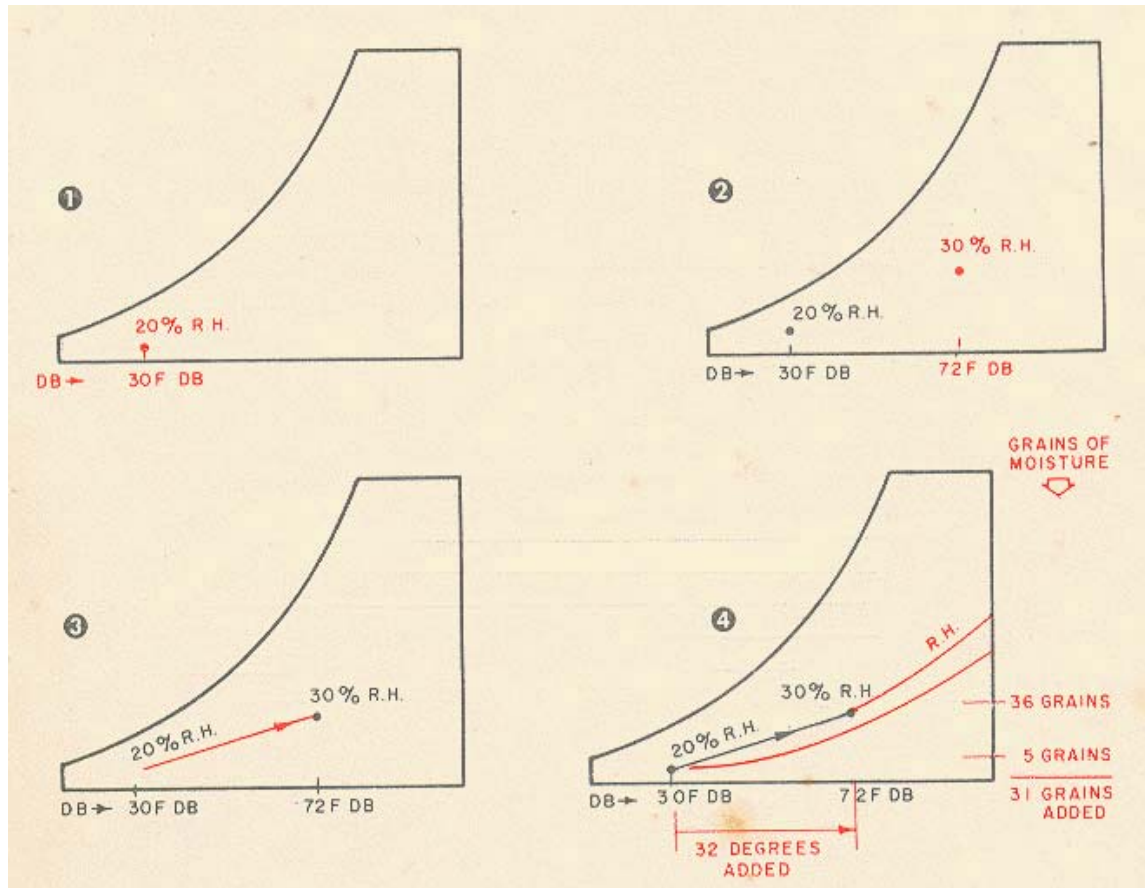 1
20% R.H.
DB→ 30F DB
2
30% R.H.
20% R.H.
DB→ 30F DB 72F DB
3
30% R.H.
20% R.H.
DB→ 30F DB 72F DB
GRAINS OF
MOISTURE
4
R.H.
30% R.H
20% R.H.
36 GRAINS
5 GRAINS
DB→ 30F DB 72F DB
31 GRAINS
ADDED
32 DEGREES
ADDED